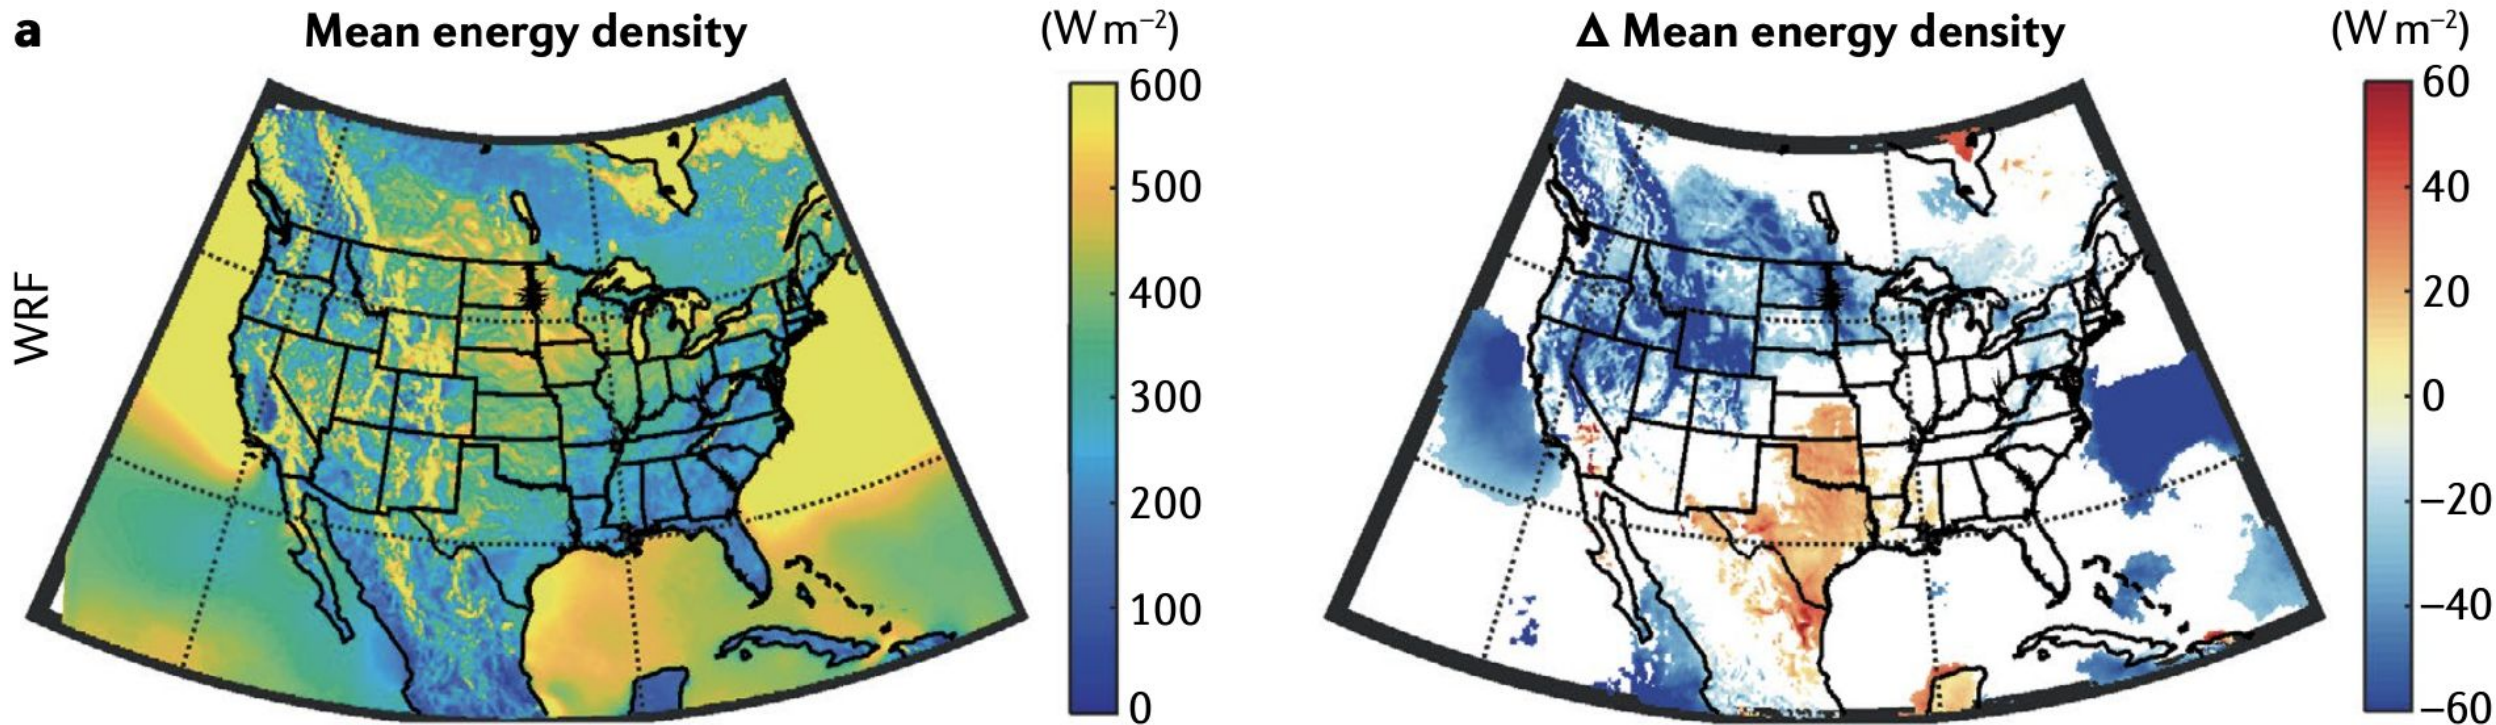 a
Mean energy density
(W m⁻²)
600
500
400
300
200
100
0
WRF
Δ Mean energy density
(W m⁻²)
60
40
20
0
−20
−40
−60